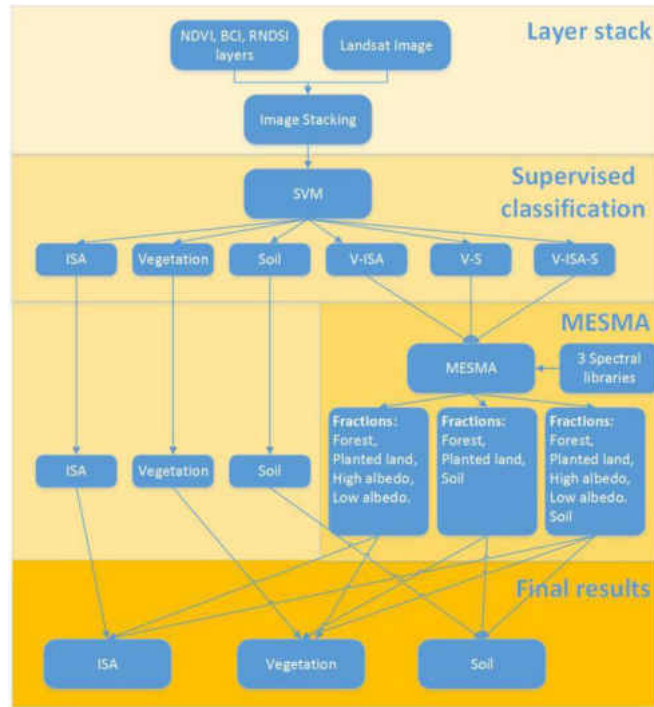 Layer stack
NDVI, BCI, RNDSI
layers
Landsat Image
Image Stacking
Supervised
classification
SVM
ISA
Vegetation
Soil
V-ISA
V-S
V-ISA-S
MESMA
MESMA
3 Spectral
libraries
Fractions:
Forest,
Planted land,
High albedo,
Low albedo.
Fractions:
Forest,
Planted land,
Soil
Fractions:
Forest,
Planted land,
High albedo,
Low albedo.
Soil
ISA
Vegetation
Soil
Final results
ISA
Vegetation
Soil